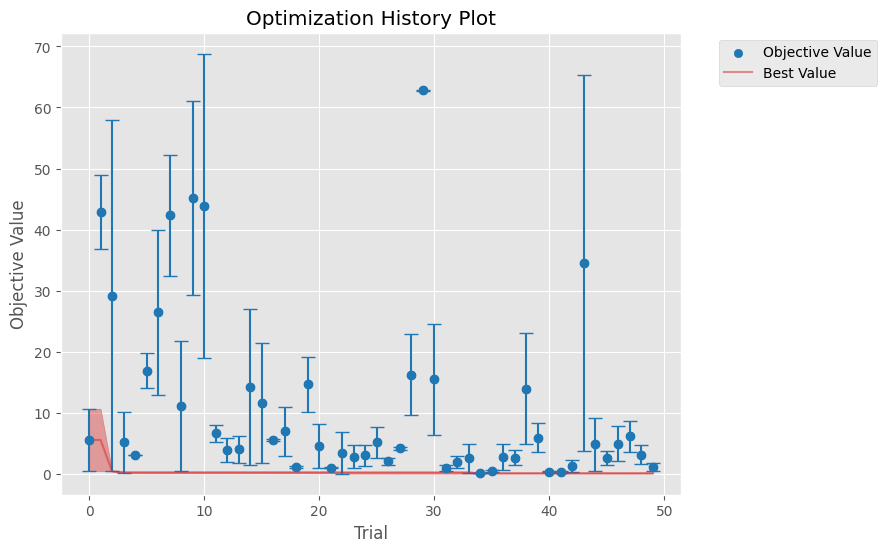 Optimization History Plot
Objective Value
Best Value
70
60
50
40
30
20
10
0
Objective Value
0 10 20 30 40 50
Trial